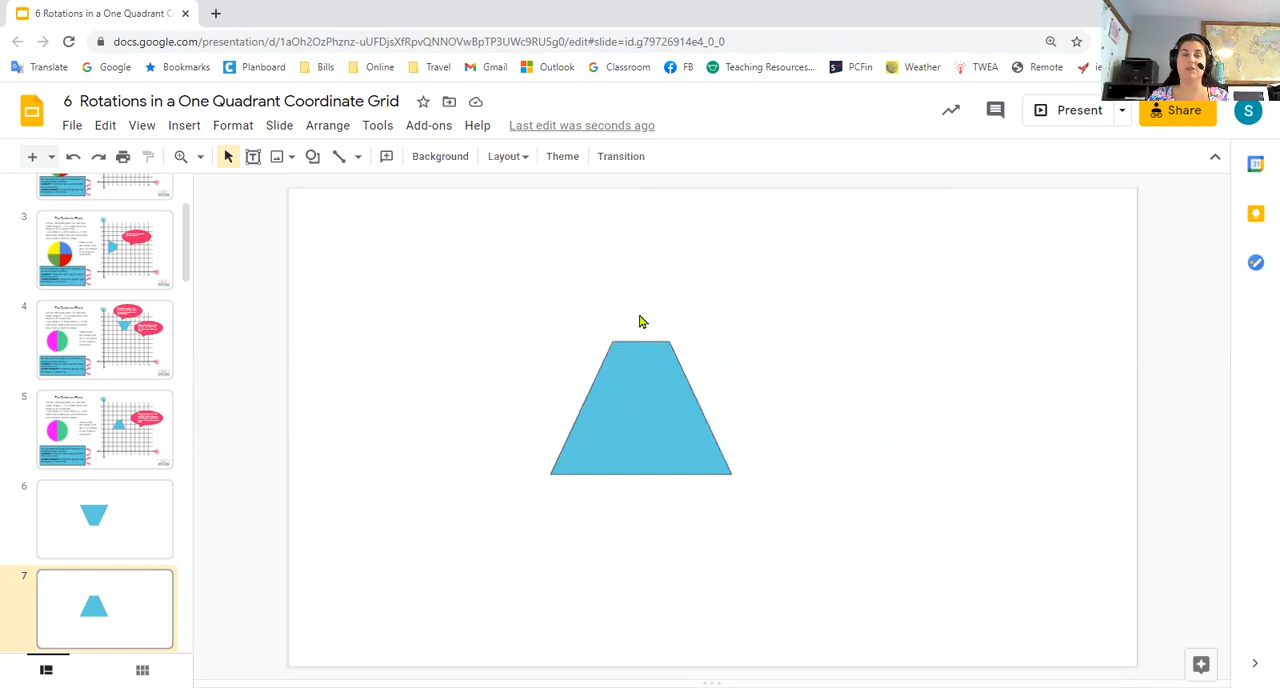 6 Rotations in a One Quadrant C
docs.google.com/presentation/d/1aOh2OzPhznz-uUFDjsXfRpvQNNOVwBpTP3UWc9RU5g0/edit#slide=id.g79726914e4_0_0
Translate Google Bookmarks Planboard Bills Online Travel Outlook Classroom FB Teaching Resources... PCFin Weather TWEA Remote ie
6 Rotations in a One Quadrant Coordinate Grid
Present Share S
File Edit View Insert Format Slide Arrange Tools Add-ons Help Last edit was seconds ago
Background Layout Theme Transition
31
3
4
5
6
7